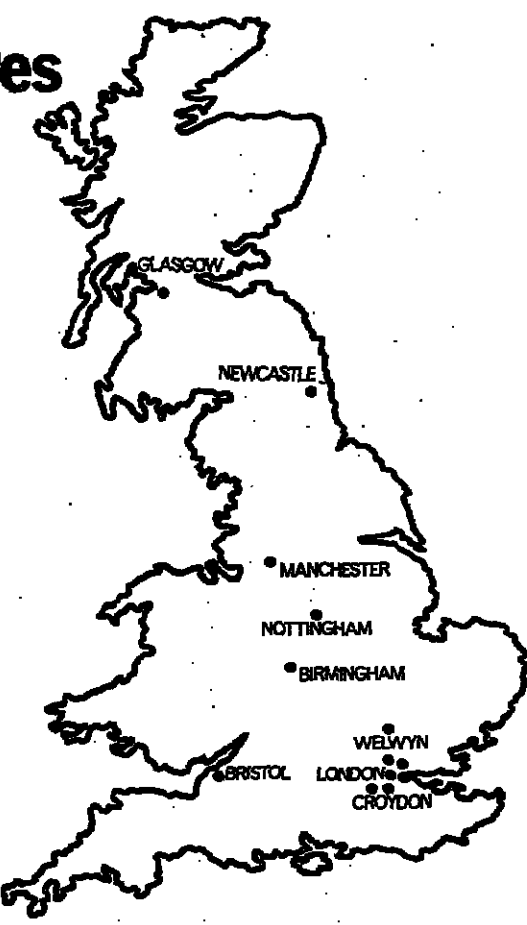 es
GLASGOW
NEWCASTLE
MANCHESTER
NOTTINGHAM
BIRMINGHAM
WELWYN
BRISTOL
LONDON
CROYDON